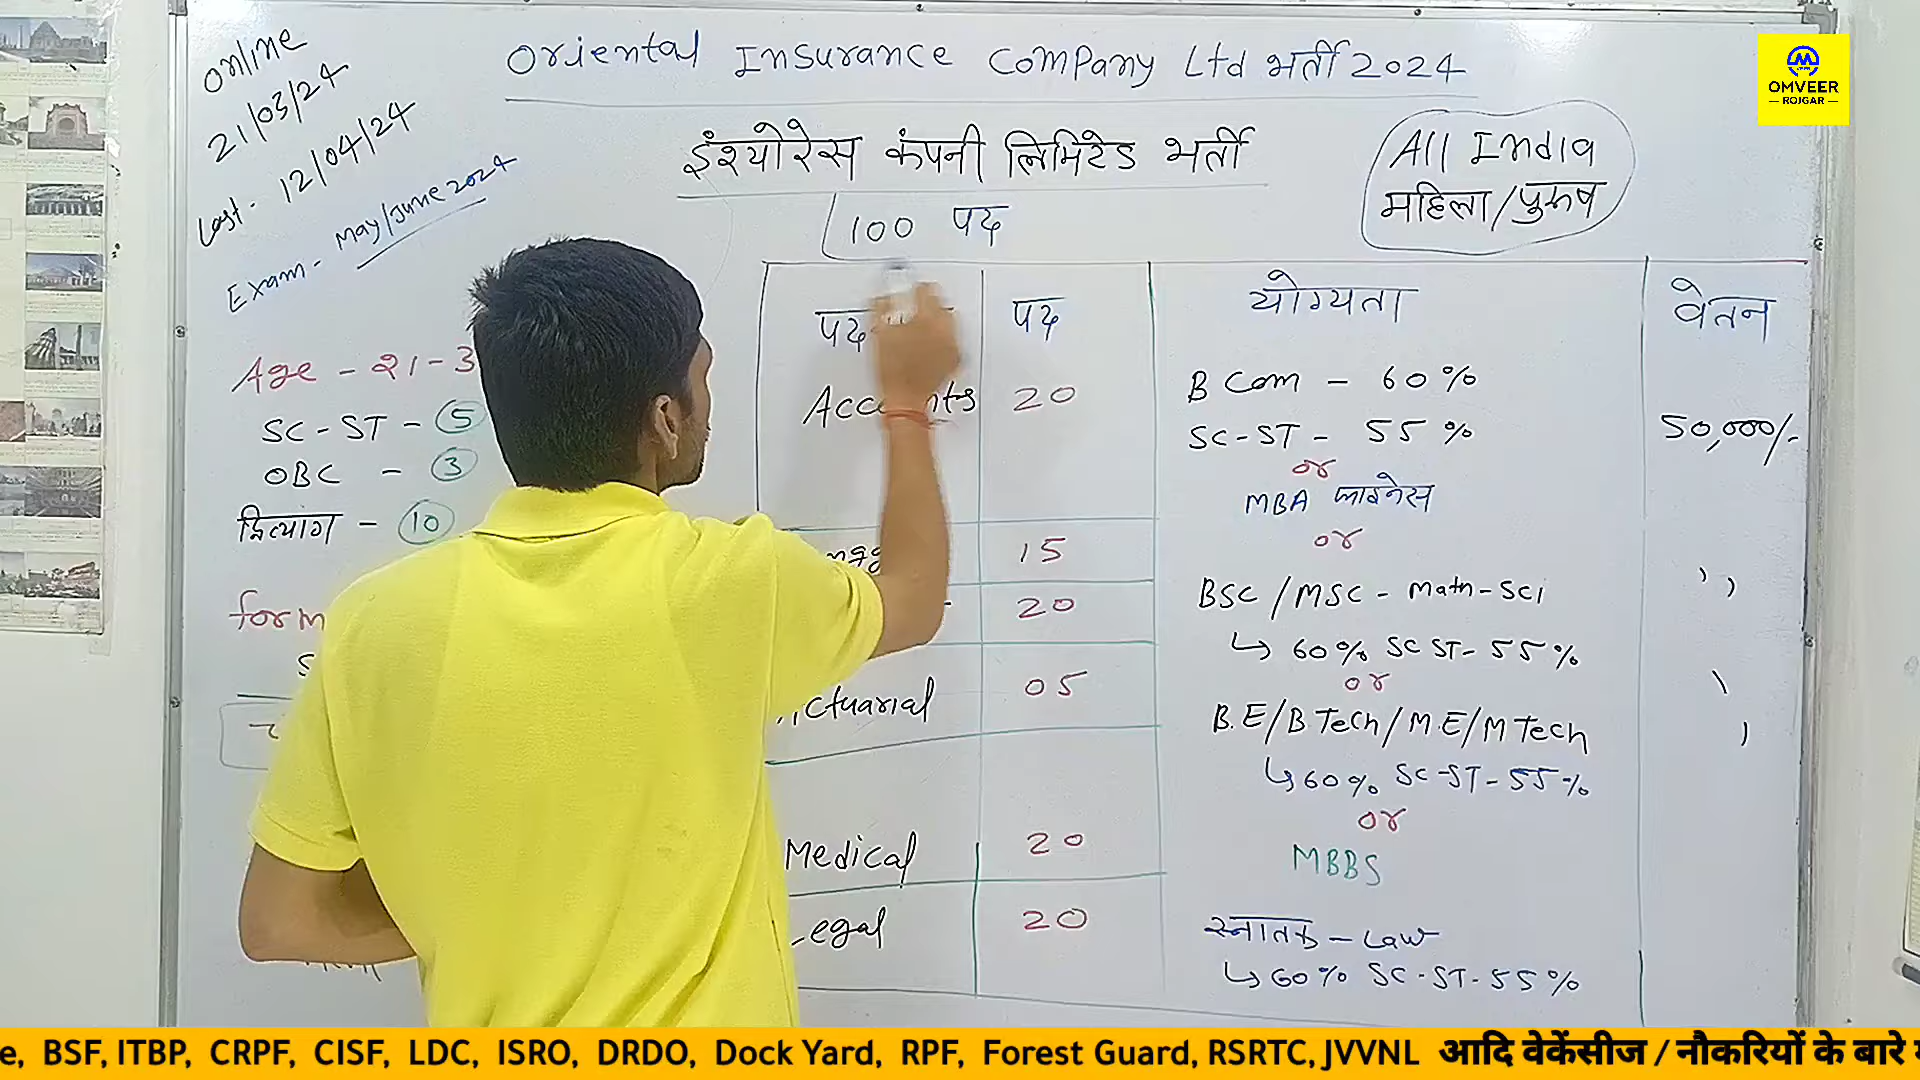 Online
21/03/24
Last - 12/04/24
Exam - May/June 2024
Oriental Insurance Company Ltd भर्ती 2024
इंश्योरेंस कंपनी लिमिटेड भर्ती
100 पद
All India
महिला/पुरुष
OMVEER
ROJGAR
Age - 21-3
SC-ST - 5
OBC - 3
दिव्यांग - 10
form
पद पद योग्यता वेतन
20 B Com - 60%
SC-ST - 55%
50,000/-
or
MBA फाइनेंस
or
15
20 BSC/MSC - Math-Sci
↳ 60% SC ST- 55%
or
ctuarial 05 B.E/B Tech/M.E/M Tech
↳ 60% SC-ST-55%
or
Medical 20 MBBS
Legal 20 स्नातक - Law
↳ 60% SC-ST-55%
e, BSF, ITBP, CRPF, CISF, LDC, ISRO, DRDO, Dock Yard, RPF, Forest Guard, RSRTC, JVVNL आदि वेकेंसीज / नौकरियों के बारे